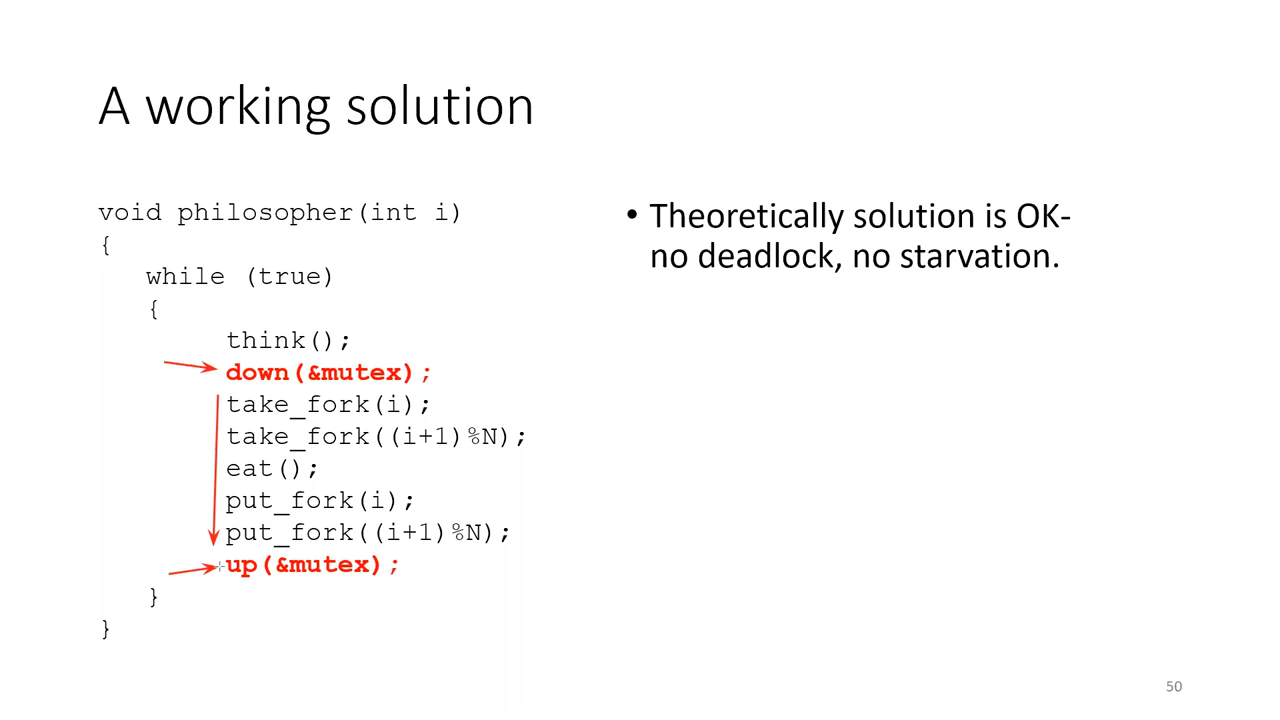 A working solution
void philosopher(int i)
{
while (true)
{
think();
down(&mutex);
take_fork(i);
take_fork((i+1)%N);
eat();
put_fork(i);
put_fork((i+1)%N);
up(&mutex);
}
}
• Theoretically solution is OK-
no deadlock, no starvation.
50